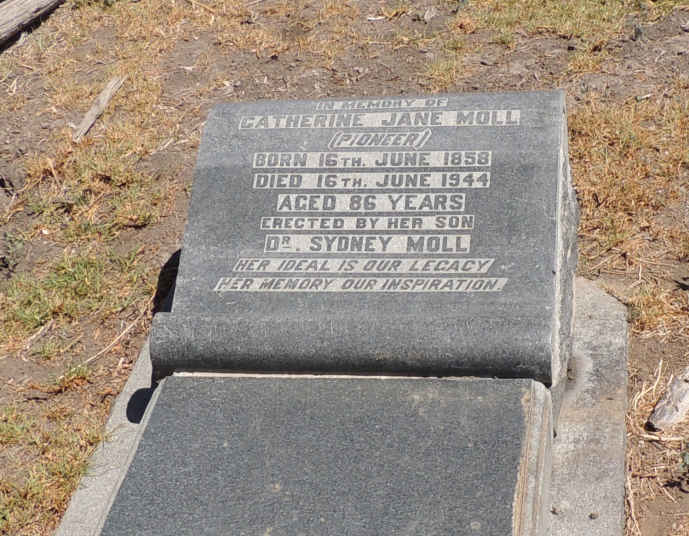 IN MEMORY OF
CATHERINE JANE MOLL
(PIONEER)
BORN 16TH. JUNE 1858
DIED 16TH. JUNE 1944
AGED 86 YEARS
ERECTED BY HER SON
DR. SYDNEY MOLL
HER IDEAL IS OUR LEGACY
HER MEMORY OUR INSPIRATION.